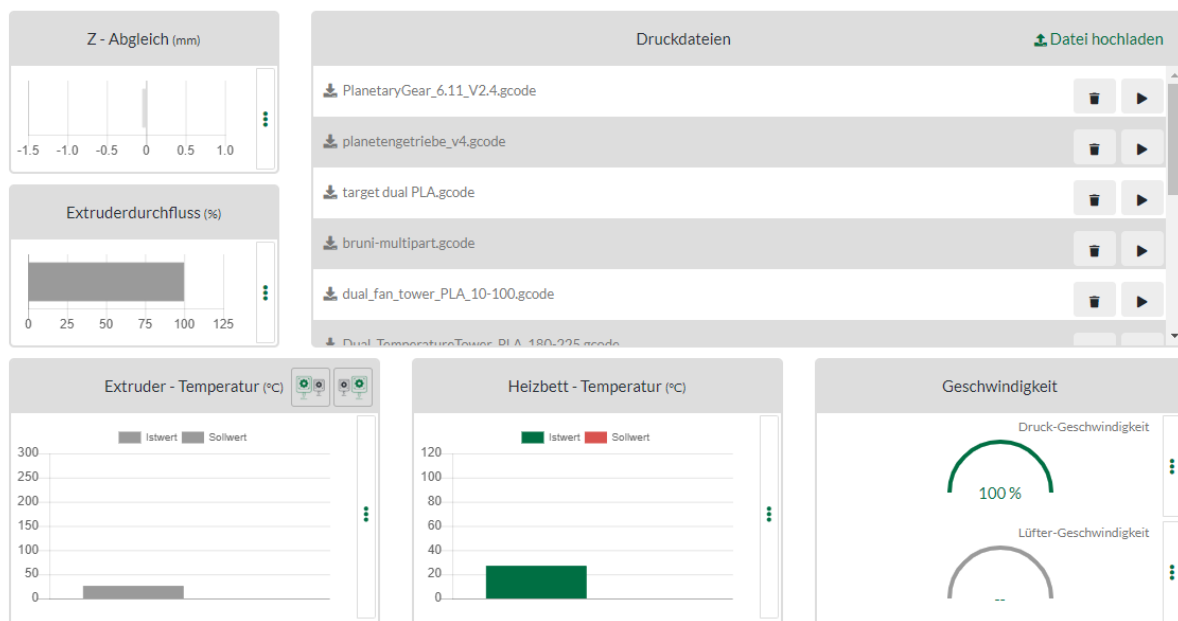 Z - Abgleich (mm)
-1.5 -1.0 -0.5 0 0.5 1.0
Extruderdurchfluss (%)
0 25 50 75 100 125
Druckdateien
Datei hochladen
PlanetaryGear_6.11_V2.4.gcode
planetengetriebe_v4.gcode
target dual PLA.gcode
bruni-multipart.gcode
dual_fan_tower_PLA_10-100.gcode
Dual_TemperatureTower_PLA_180-225.gcode
Extruder - Temperatur (°C)
Istwert Sollwert
300
250
200
150
100
50
0
Heizbett - Temperatur (°C)
Istwert Sollwert
120
100
80
60
40
20
0
Geschwindigkeit
Druck-Geschwindigkeit
100 %
Lüfter-Geschwindigkeit
--